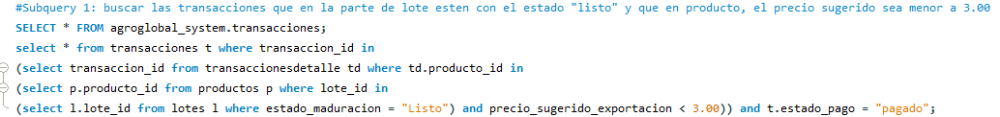 #Subquery 1: buscar las transacciones que en la parte de lote esten con el estado "listo" y que en producto, el precio sugerido sea menor a 3.00
SELECT * FROM agroglobal_system.transacciones;
select * from transacciones t where transaccion_id in
(select transaccion_id from transaccionesdetalle td where td.producto_id in
(select p.producto_id from productos p where lote_id in
(select l.lote_id from lotes l where estado_maduracion = "Listo") and precio_sugerido_exportacion < 3.00)) and t.estado_pago = "pagado";